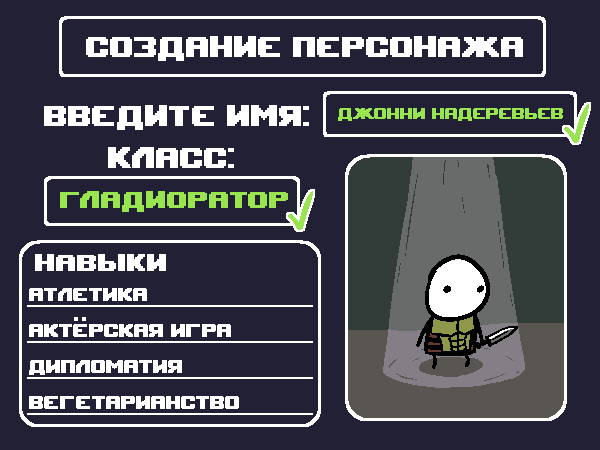 СОЗДАНИЕ ПЕРСОНАЖА
ВВЕДИТЕ ИМЯ: ДЖОННИ НАДЕРЕВЬЕВ
КЛАСС:
ГЛАДИОРАТОР
НАВЫКИ
АТЛЕТИКА
АКТЁРСКАЯ ИГРА
ДИПЛОМАТИЯ
ВЕГЕТАРИАНСТВО